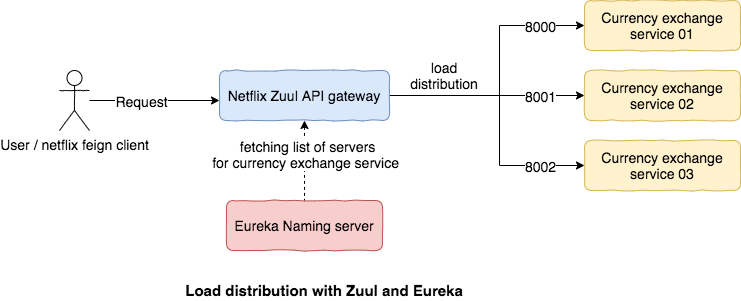 Currency exchange
service 01
8000
load
distribution
Netflix Zuul API gateway
Request
8001
Currency exchange
service 02
User / netflix feign client
fetching list of servers
for currency exchange service
8002
Currency exchange
service 03
Eureka Naming server
Load distribution with Zuul and Eureka